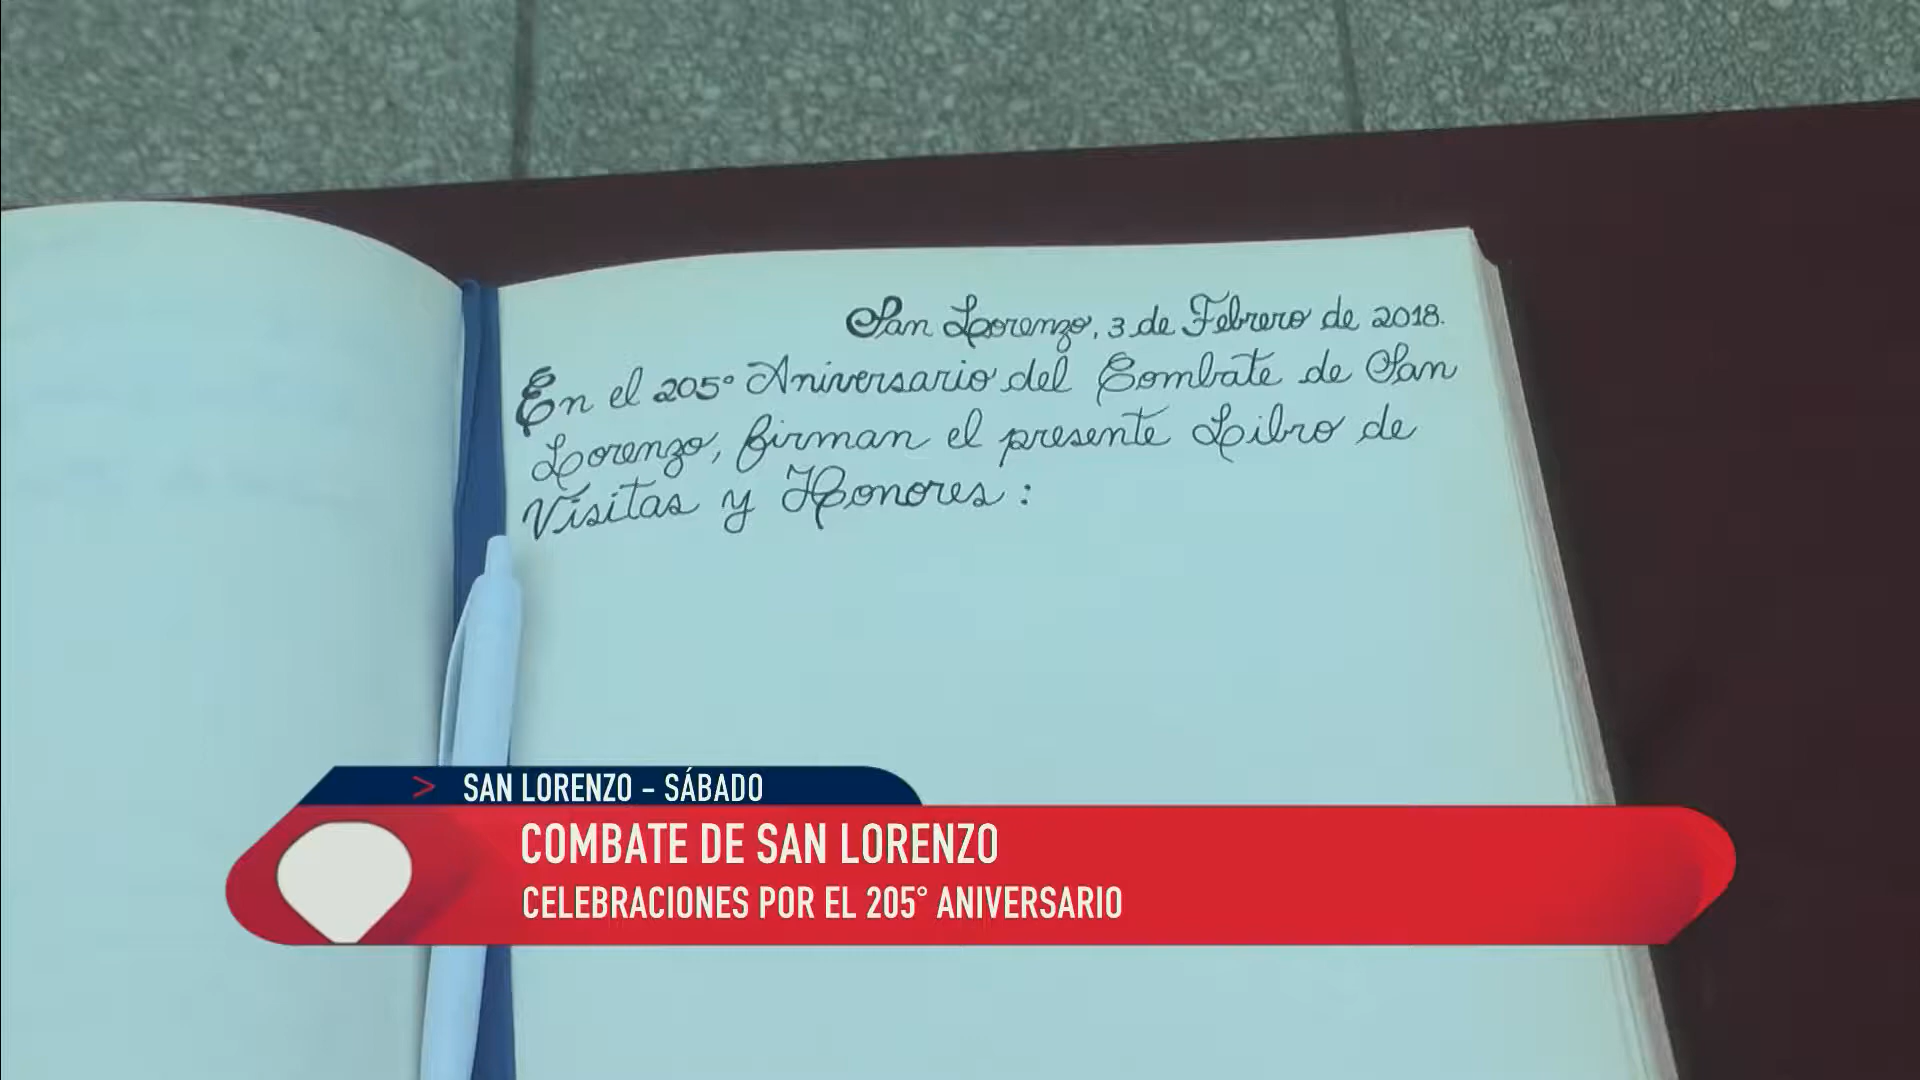 San Lorenzo, 3 de Febrero de 2018.
En el 205° Aniversario del Combate de San
Lorenzo, firman el presente Libro de
Visitas y Honores:
> SAN LORENZO - SÁBADO
COMBATE DE SAN LORENZO
CELEBRACIONES POR EL 205° ANIVERSARIO